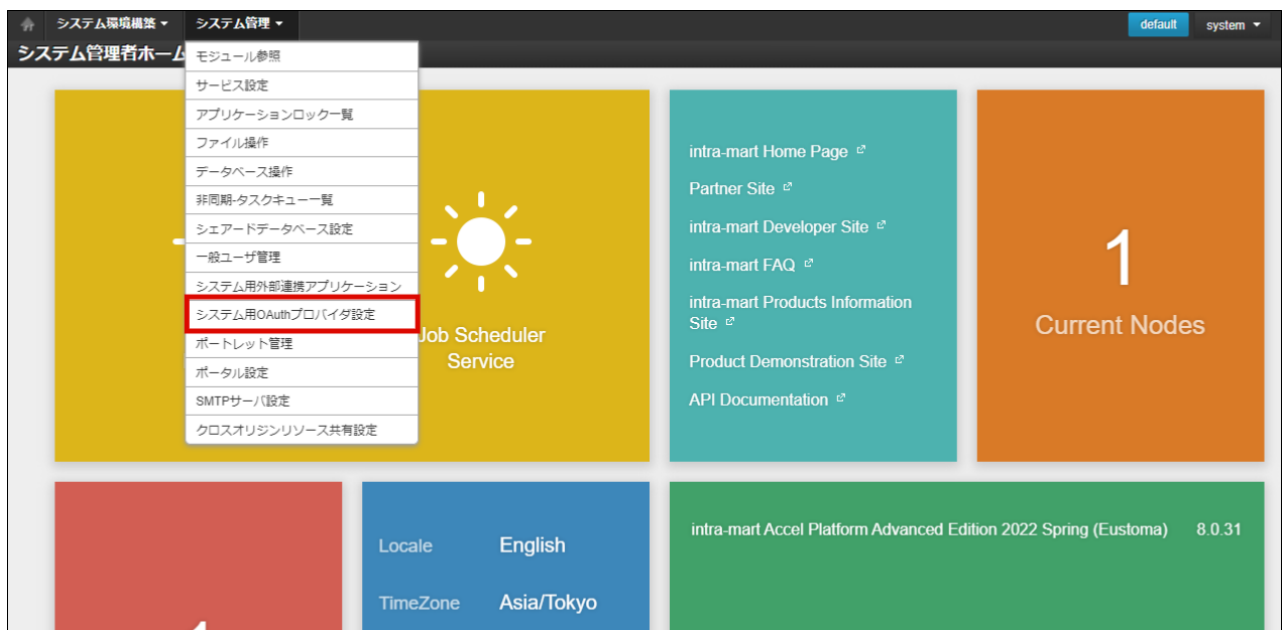 システム環境構築 ▾ システム管理 ▾ default system ▾
システム管理者ホーム
モジュール参照
サービス設定
アプリケーションロック一覧
ファイル操作
データベース操作
非同期-タスクキュー一覧
シェアードデータベース設定
一般ユーザ管理
システム用外部連携アプリケーション
システム用OAuthプロバイダ設定
ポートレット管理
ポータル設定
SMTPサーバ設定
クロスオリジンリソース共有設定
Job Scheduler
Service
intra-mart Home Page
Partner Site
intra-mart Developer Site
intra-mart FAQ
intra-mart Products Information
Site
Product Demonstration Site
API Documentation
1
Current Nodes
Locale English
TimeZone Asia/Tokyo
intra-mart Accel Platform Advanced Edition 2022 Spring (Eustoma) 8.0.31